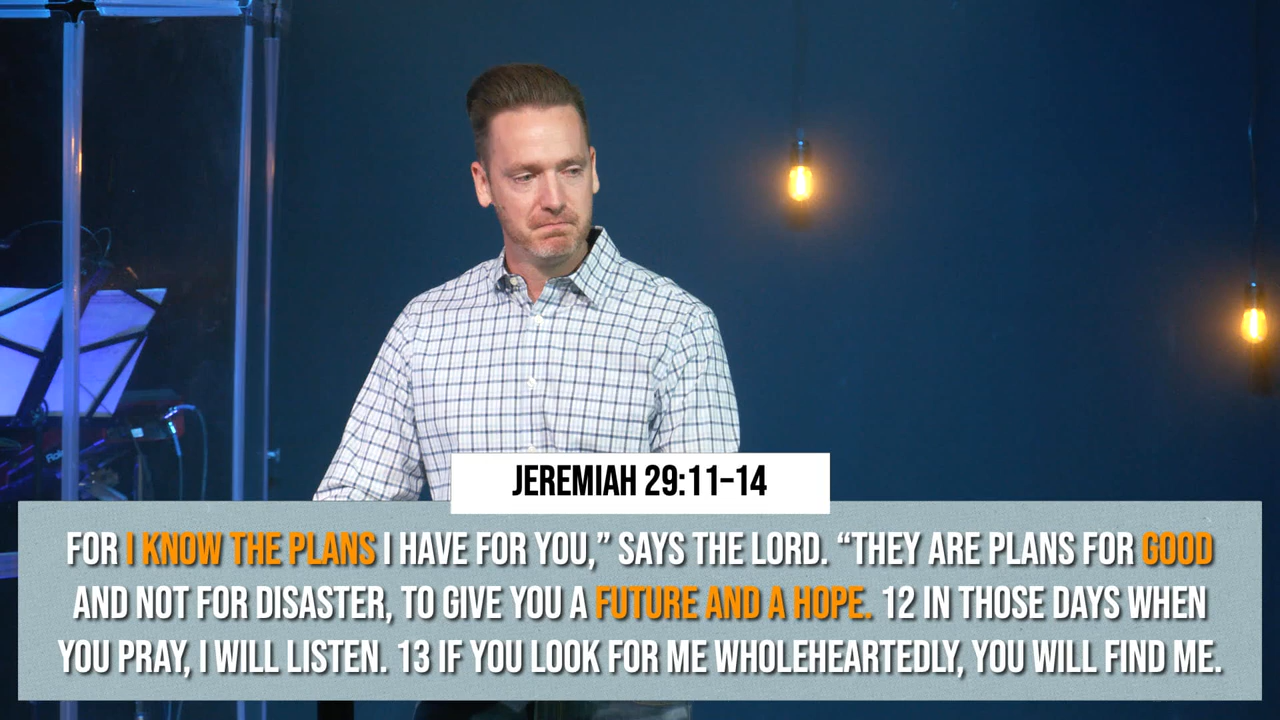 JEREMIAH 29:11–14
FOR I KNOW THE PLANS I HAVE FOR YOU,” SAYS THE LORD. “THEY ARE PLANS FOR GOOD
AND NOT FOR DISASTER, TO GIVE YOU A FUTURE AND A HOPE. 12 IN THOSE DAYS WHEN
YOU PRAY, I WILL LISTEN. 13 IF YOU LOOK FOR ME WHOLEHEARTEDLY, YOU WILL FIND ME.